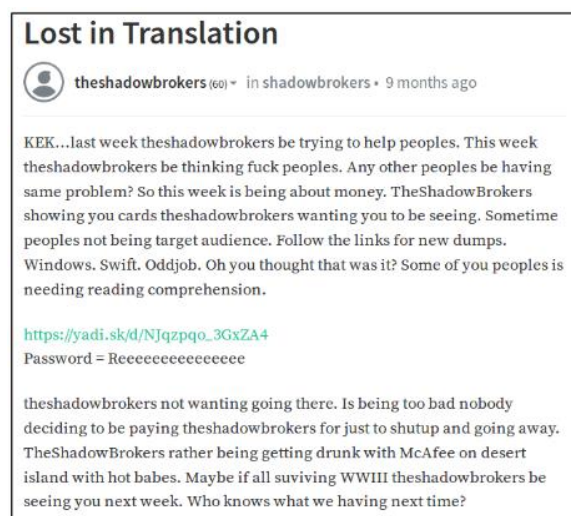 Lost in Translation
theshadowbrokers (60) in shadowbrokers • 9 months ago
KEK...last week theshadowbrokers be trying to help peoples. This week
theshadowbrokers be thinking fuck peoples. Any other peoples be having
same problem? So this week is being about money. TheShadowBrokers
showing you cards theshadowbrokers wanting you to be seeing. Sometime
peoples not being target audience. Follow the links for new dumps.
Windows. Swift. Oddjob. Oh you thought that was it? Some of you peoples is
needing reading comprehension.
https://yadi.sk/d/NJqzpqo_3GxZA4
Password = Reeeeeeeeeeeeeee
theshadowbrokers not wanting going there. Is being too bad nobody
deciding to be paying theshadowbrokers for just to shutup and going away.
TheShadowBrokers rather being getting drunk with McAfee on desert
island with hot babes. Maybe if all suviving WWIII theshadowbrokers be
seeing you next week. Who knows what we having next time?